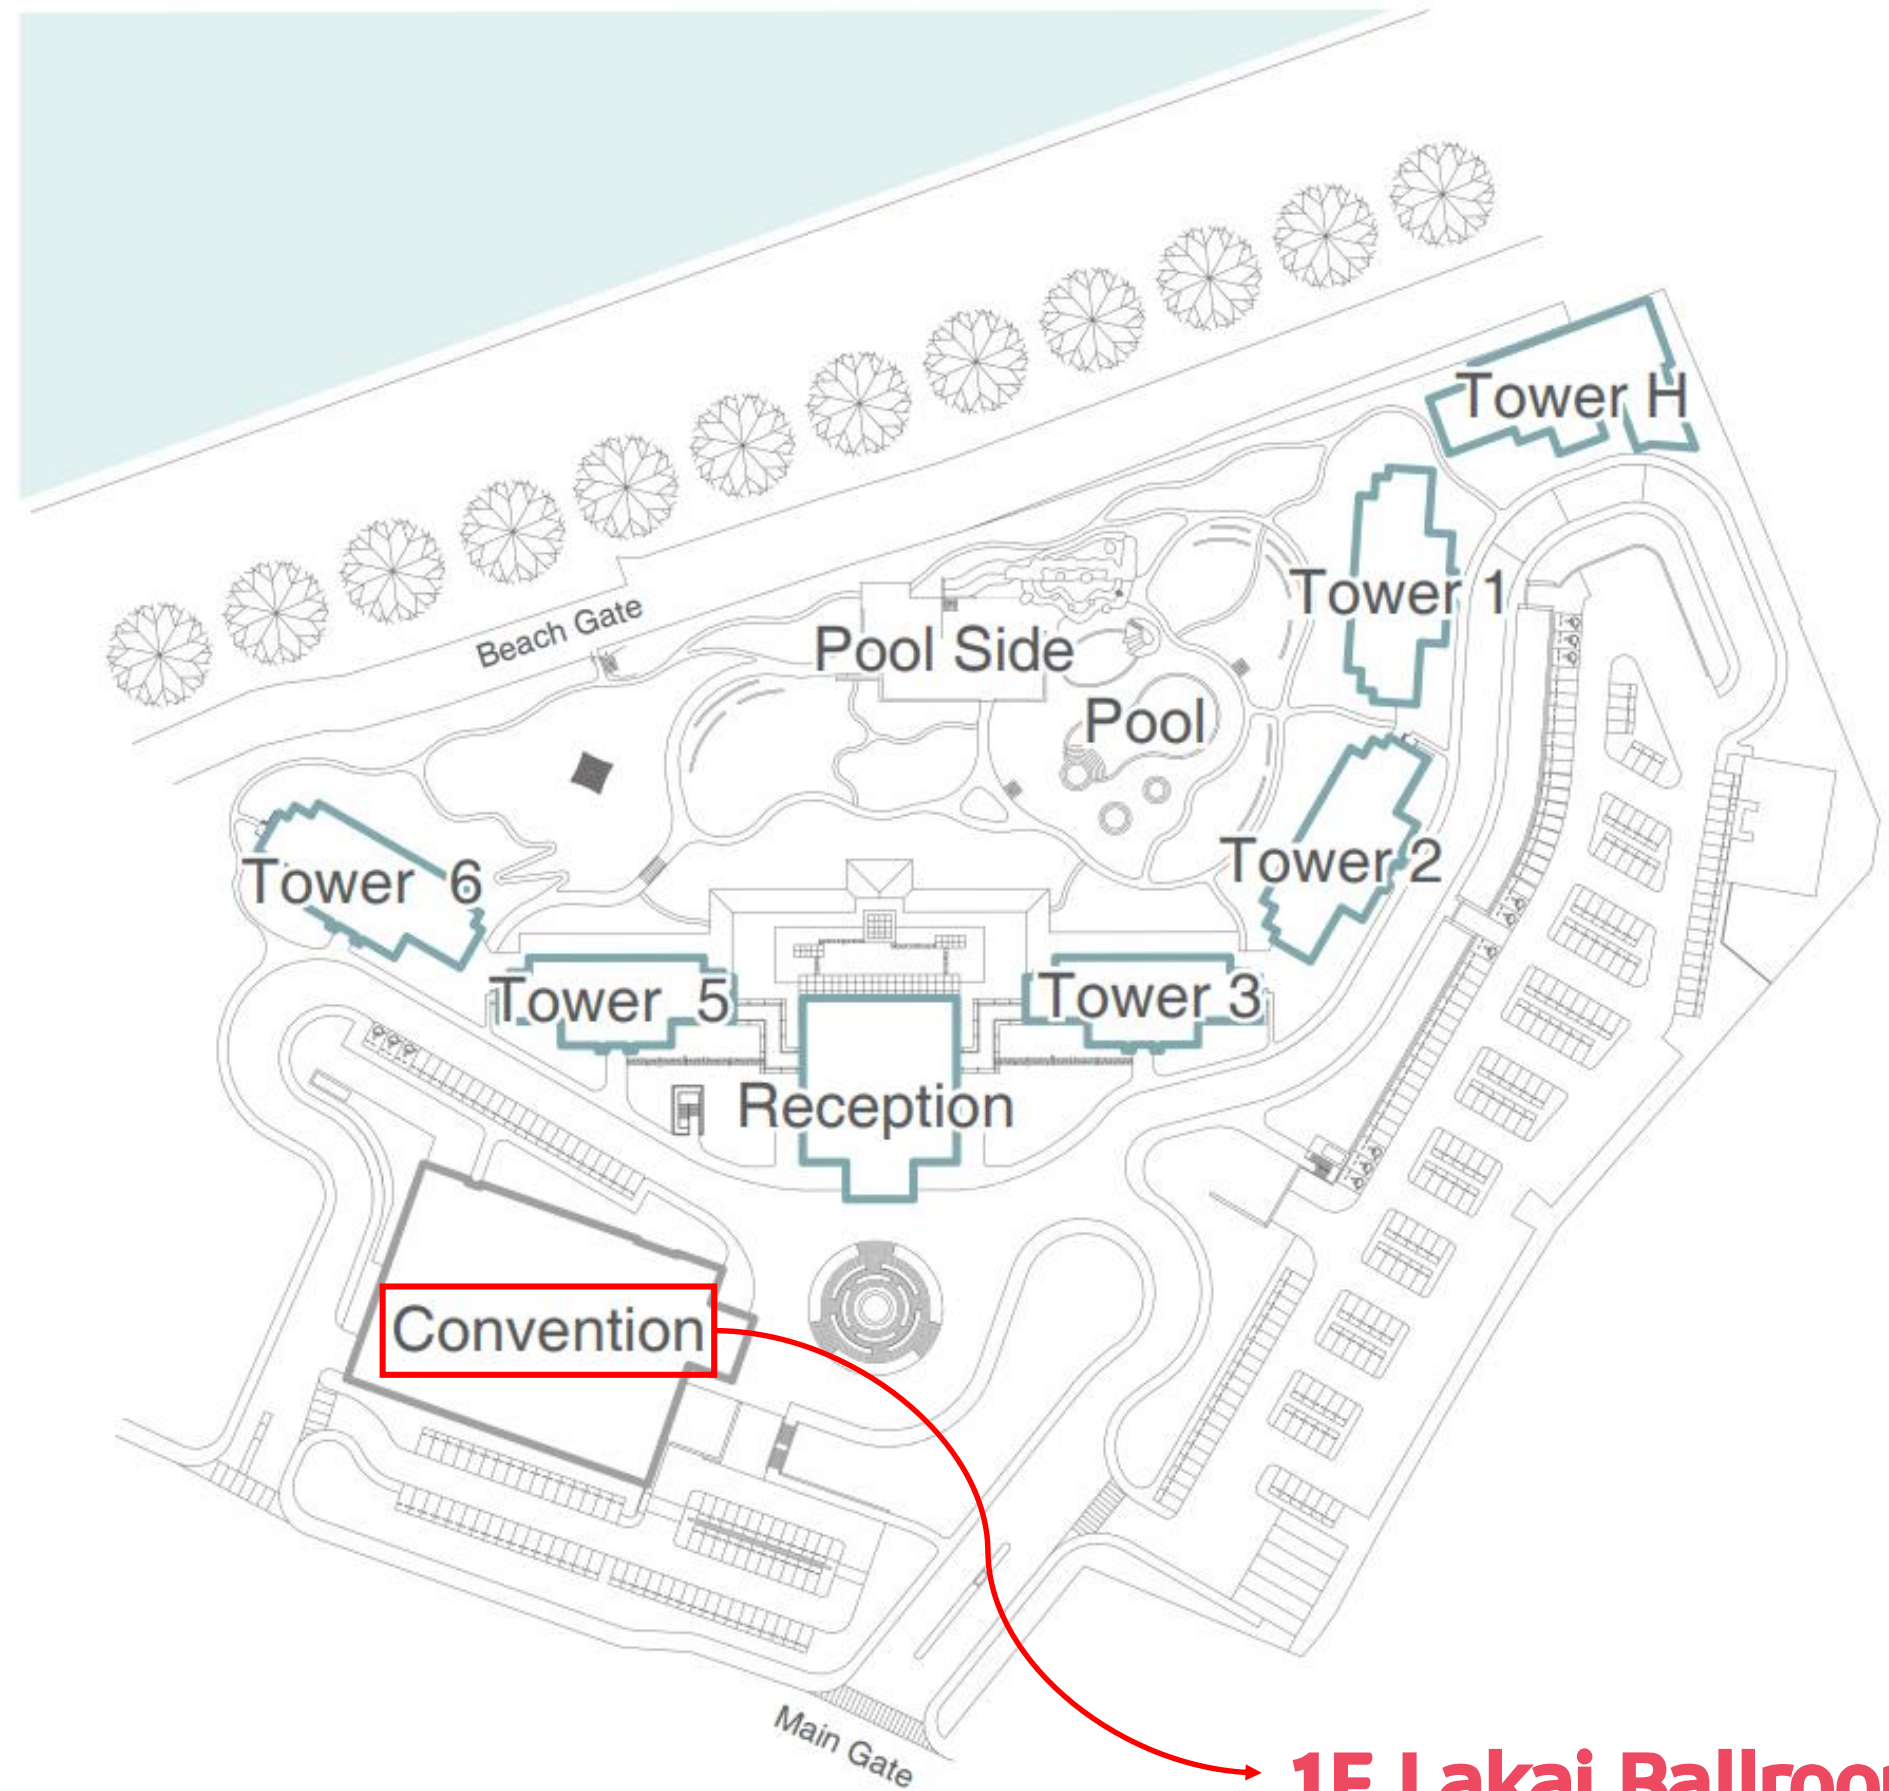 Tower H
Tower 1
Beach Gate
Pool Side
Pool
Tower 2
Tower 6
Tower 5
Tower 3
Reception
Convention
Main Gate
1F Lakai